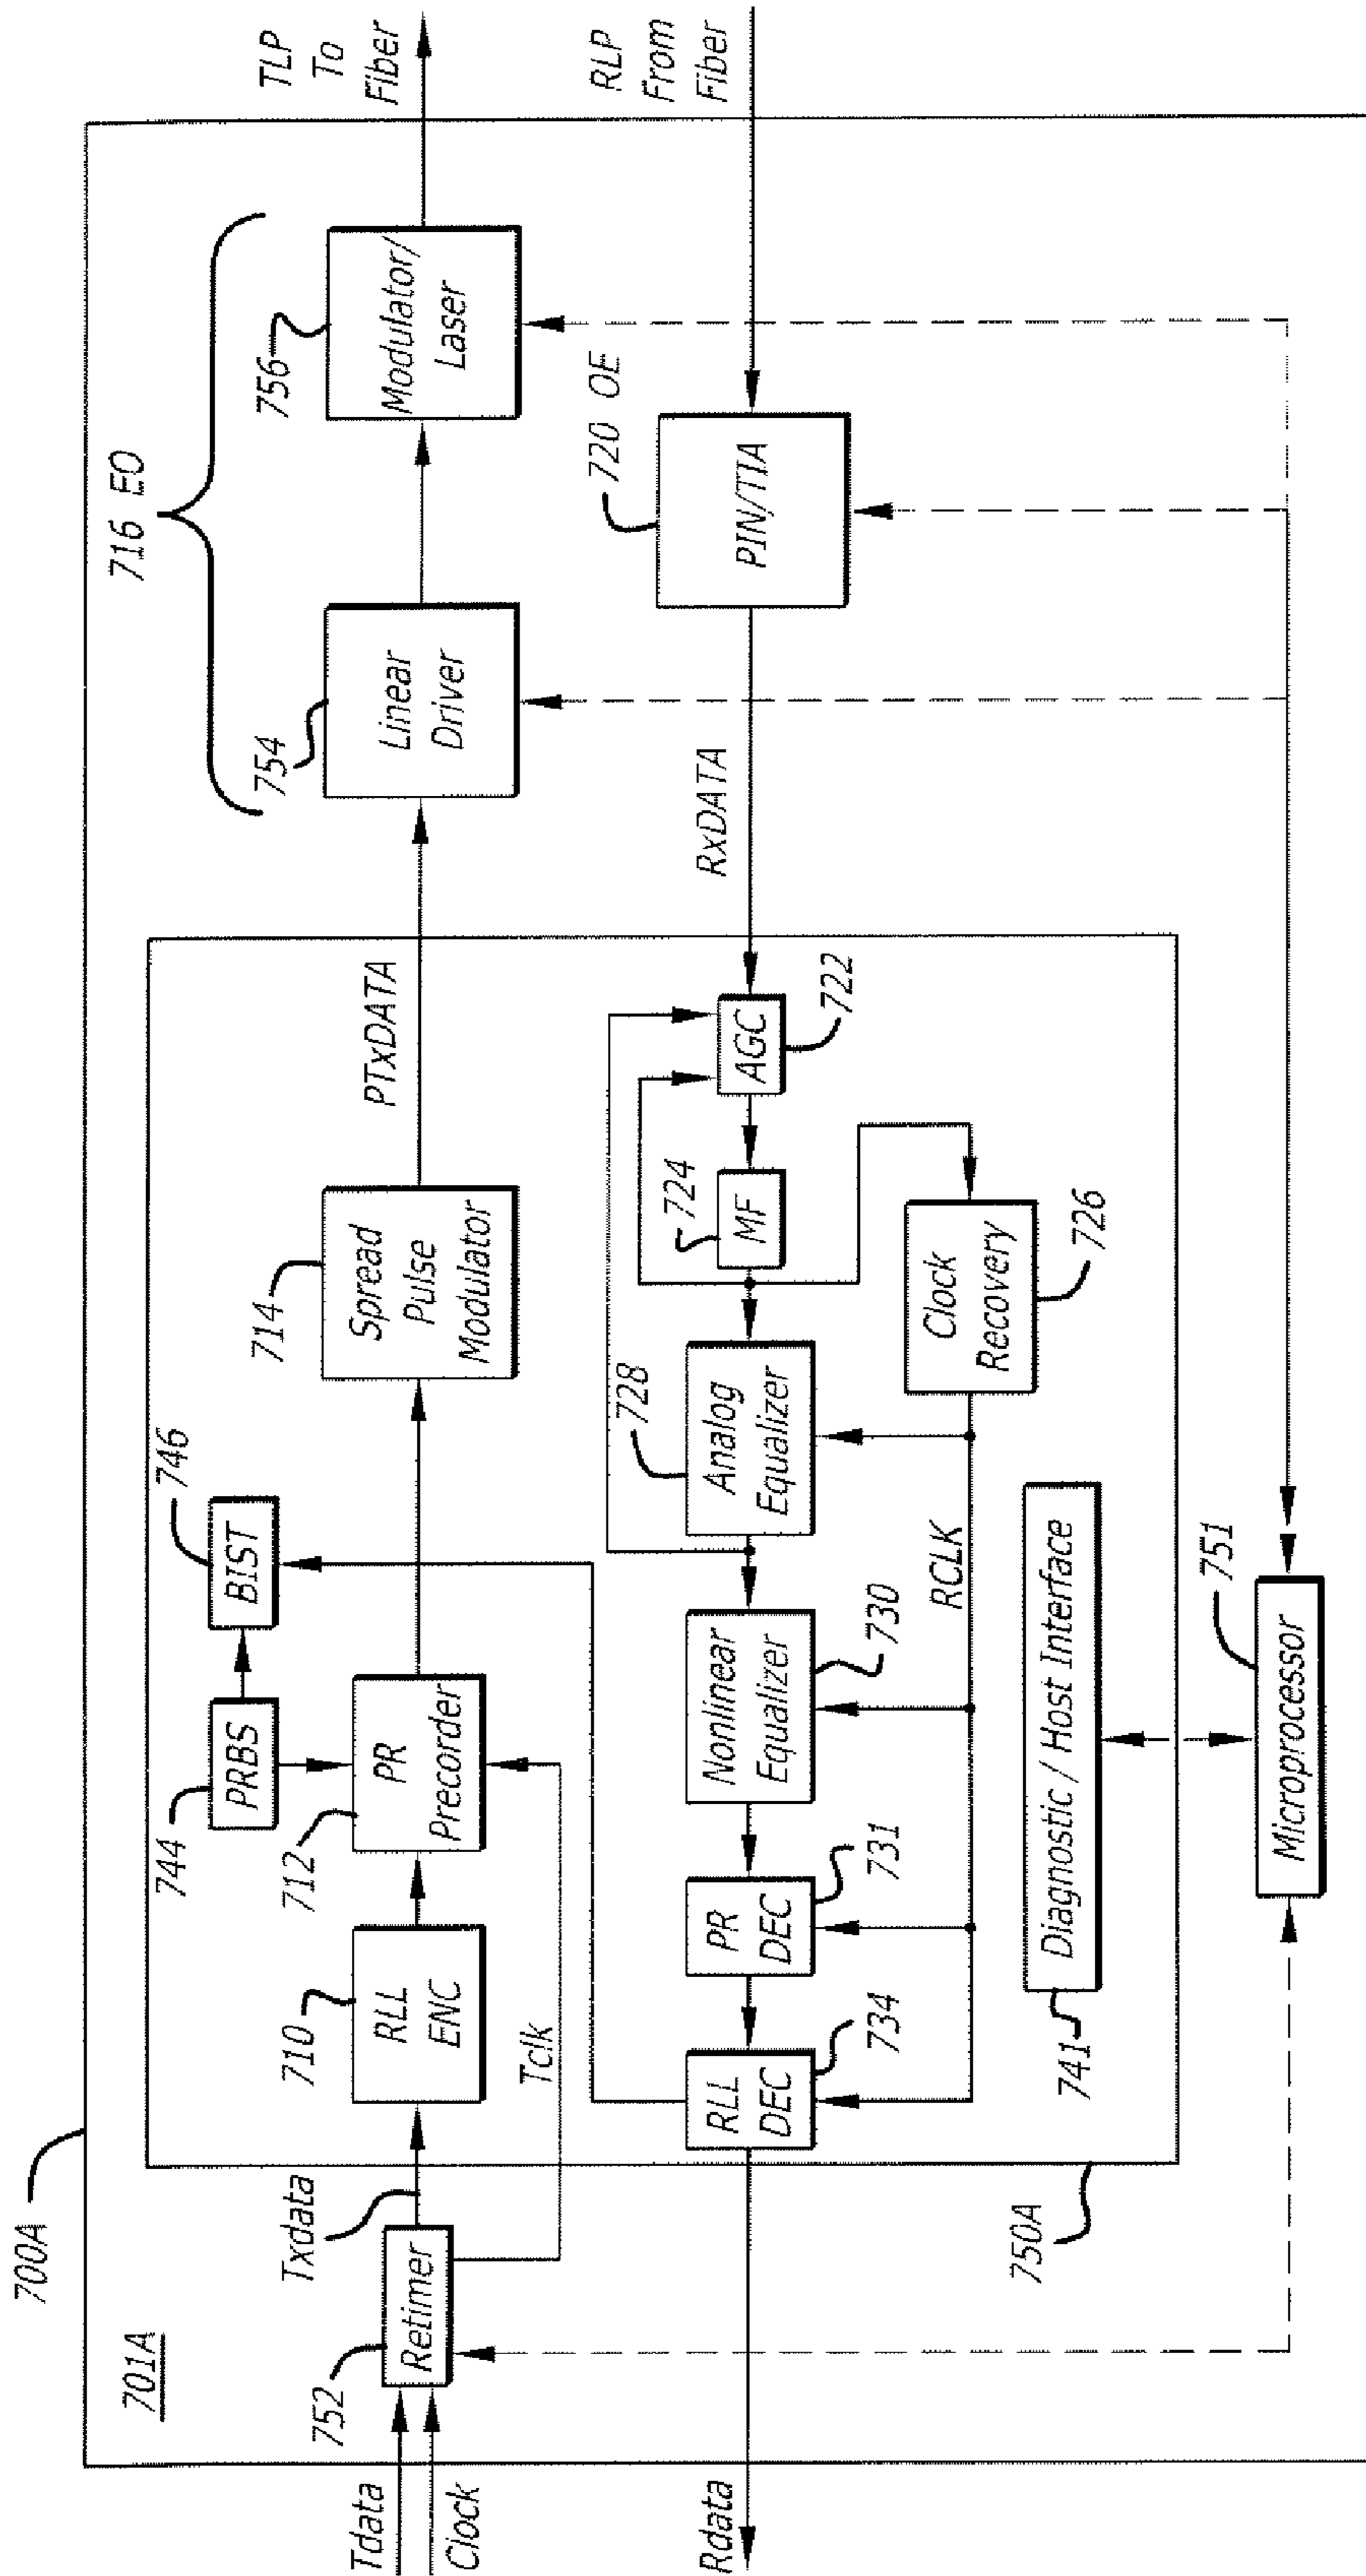 700A
701A
Tdata
Clock
752
Retimer
Txdata
Tclk
710
RLL
ENC
712
PR
Precorder
744
PRBS
746
BIST
714
Spread
Pulse
Modulator
PTxDATA
716 EO
754
Linear
Driver
756
Modulator/
Laser
TLP
To
Fiber
RLP
From
Fiber
720 OE
PIN/TIA
RxDATA
AGC
722
724
MF
Clock
Recovery
726
728
Analog
Equalizer
Nonlinear
Equalizer
730
RCLK
PR
DEC
731
RLL
DEC
734
Rdata
Diagnostic / Host Interface
741
750A
Microprocessor
751